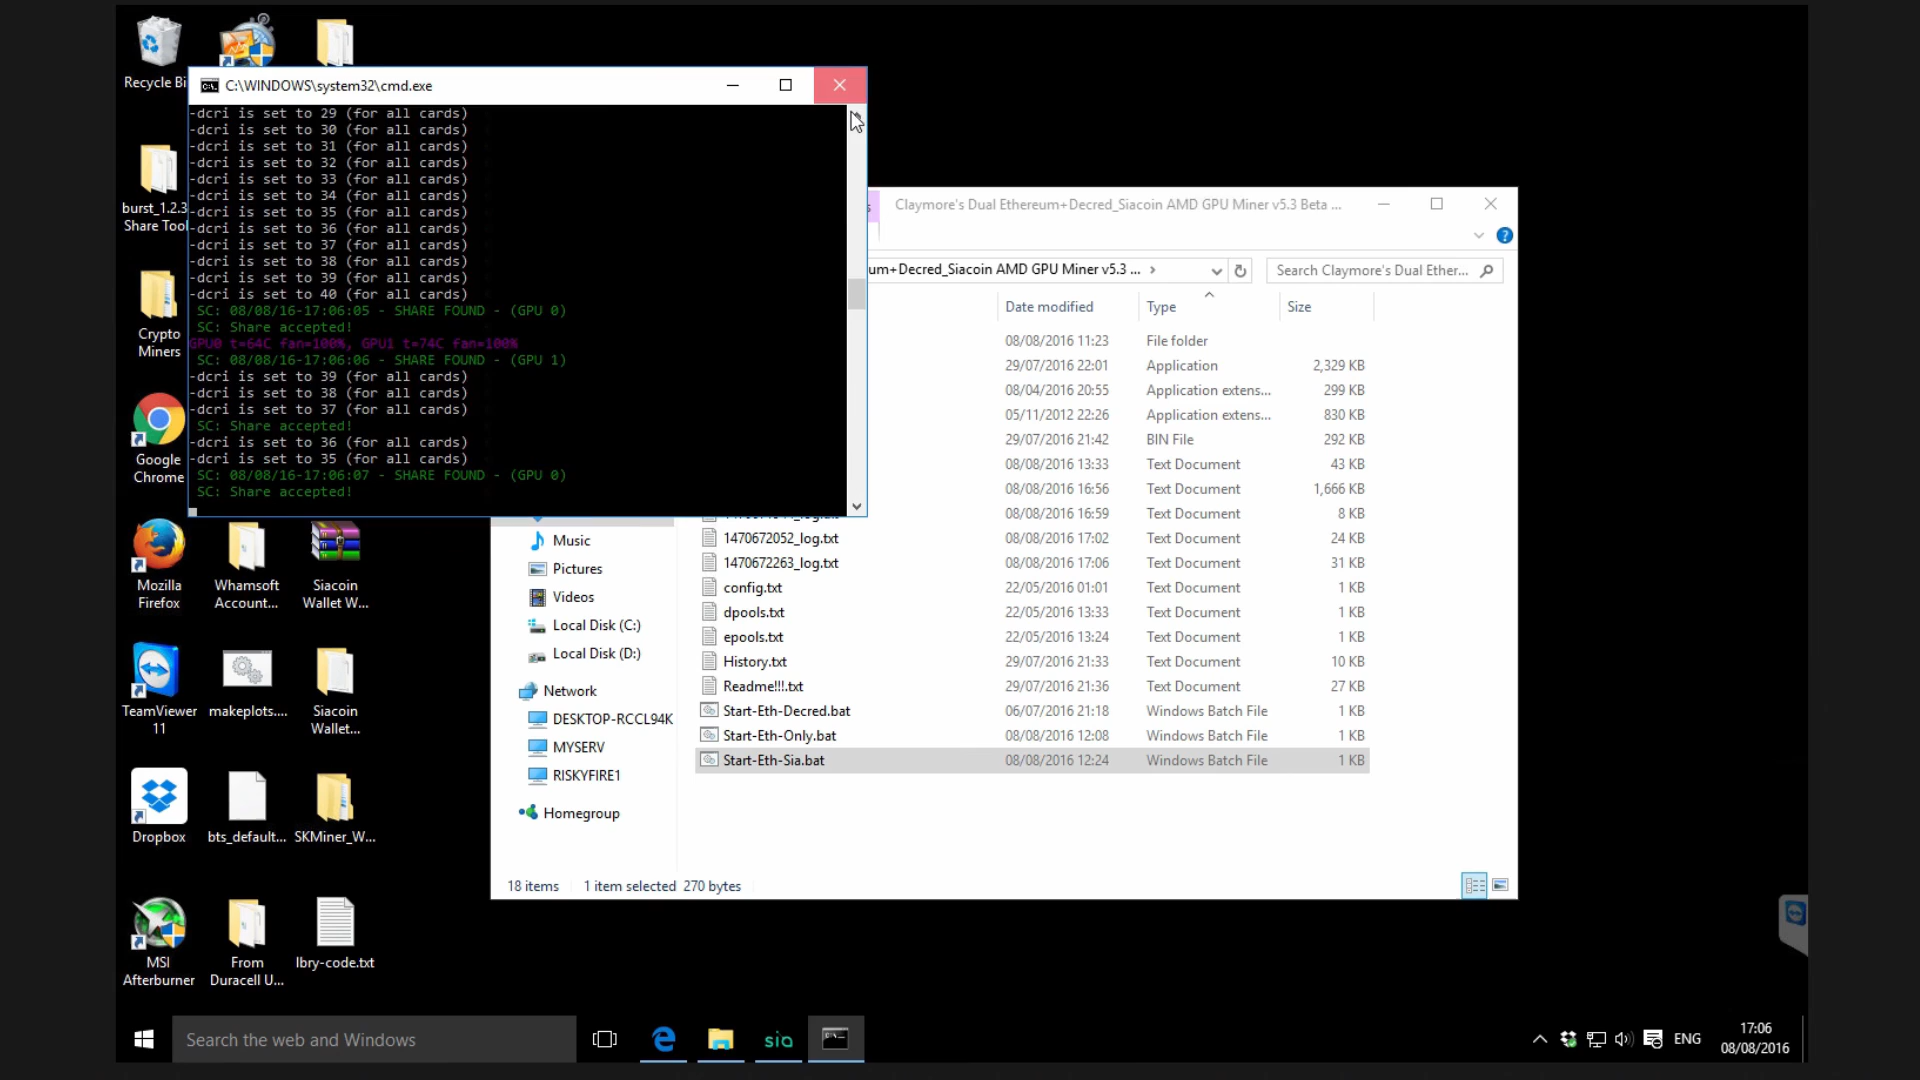 Recycle Bi
C:\WINDOWS\system32\cmd.exe
-dcri is set to 29 (for all cards)
-dcri is set to 30 (for all cards)
-dcri is set to 31 (for all cards)
-dcri is set to 32 (for all cards)
-dcri is set to 33 (for all cards)
-dcri is set to 34 (for all cards)
-dcri is set to 35 (for all cards)
-dcri is set to 36 (for all cards)
-dcri is set to 37 (for all cards)
-dcri is set to 38 (for all cards)
-dcri is set to 39 (for all cards)
-dcri is set to 40 (for all cards)
SC: 08/08/16-17:06:05 - SHARE FOUND - (GPU 0)
SC: Share accepted!
GPU0 t=64C fan=100%, GPU1 t=74C fan=100%
SC: 08/08/16-17:06:06 - SHARE FOUND - (GPU 1)
-dcri is set to 39 (for all cards)
-dcri is set to 38 (for all cards)
-dcri is set to 37 (for all cards)
SC: Share accepted!
-dcri is set to 36 (for all cards)
-dcri is set to 35 (for all cards)
SC: 08/08/16-17:06:07 - SHARE FOUND - (GPU 0)
SC: Share accepted!
burst_1.2.3
Share Tool
Crypto
Miners
Google
Chrome
Mozilla
Firefox
Whamsoft
Account...
Siacoin
Wallet W...
TeamViewer
11
makeplots....
Siacoin
Wallet...
Dropbox
bts_default...
SKMiner_W...
MSI
Afterburner
From
Duracell U...
lbry-code.txt
Claymore's Dual Ethereum+Decred_Siacoin AMD GPU Miner v5.3 Beta ...
um+Decred_Siacoin AMD GPU Miner v5.3 ...
Search Claymore's Dual Ether...
Date modified Type Size
08/08/2016 11:23 File folder
29/07/2016 22:01 Application 2,329 KB
08/04/2016 20:55 Application extens... 299 KB
05/11/2012 22:26 Application extens... 830 KB
29/07/2016 21:42 BIN File 292 KB
08/08/2016 13:33 Text Document 43 KB
08/08/2016 16:56 Text Document 1,666 KB
08/08/2016 16:59 Text Document 8 KB
1470672052_log.txt 08/08/2016 17:02 Text Document 24 KB
1470672263_log.txt 08/08/2016 17:06 Text Document 31 KB
config.txt 22/05/2016 01:01 Text Document 1 KB
dpools.txt 22/05/2016 13:33 Text Document 1 KB
epools.txt 22/05/2016 13:24 Text Document 1 KB
History.txt 29/07/2016 21:33 Text Document 10 KB
Readme!!!.txt 29/07/2016 21:36 Text Document 27 KB
Start-Eth-Decred.bat 06/07/2016 21:18 Windows Batch File 1 KB
Start-Eth-Only.bat 08/08/2016 12:08 Windows Batch File 1 KB
Start-Eth-Sia.bat 08/08/2016 12:24 Windows Batch File 1 KB
Music
Pictures
Videos
Local Disk (C:)
Local Disk (D:)
Network
DESKTOP-RCCL94K
MYSERV
RISKYFIRE1
Homegroup
18 items 1 item selected 270 bytes
Search the web and Windows
sia
ENG
17:06
08/08/2016